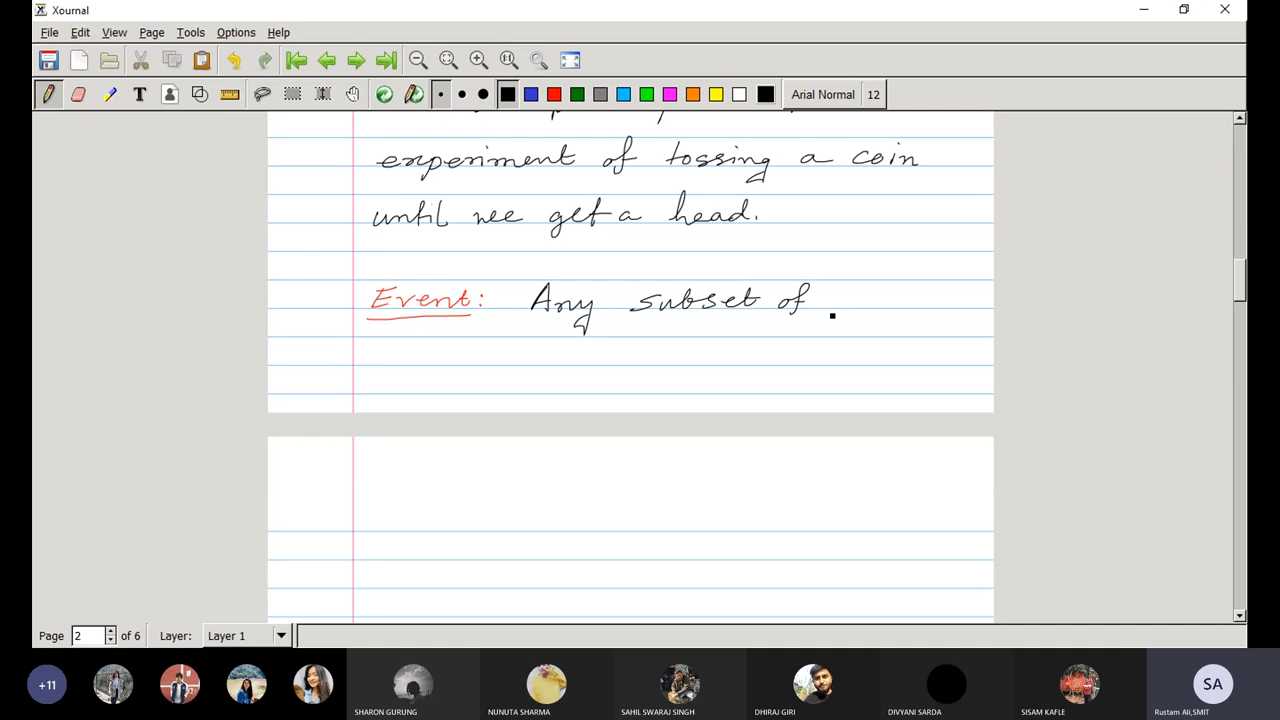 Xournal
File Edit View Page Tools Options Help
Arial Normal 12
experiment of tossing a coin
until we get a head.
Event: Any subset of
Page 2 of 6 Layer: Layer 1
+11 SA
SHARON GURUNG NUNUTA SHARMA SAHIL SWARAJ SINGH DHIRAJ GIRI DIVYANI SARDA SISAM KAFLE Rustam Ali,SMIT